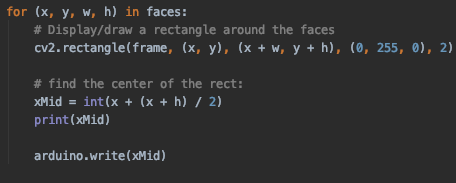 for (x, y, w, h) in faces:
# Display/draw a rectangle around the faces
cv2.rectangle(frame, (x, y), (x + w, y + h), (0, 255, 0), 2)
# find the center of the rect:
xMid = int(x + (x + h) / 2)
print(xMid)
arduino.write(xMid)